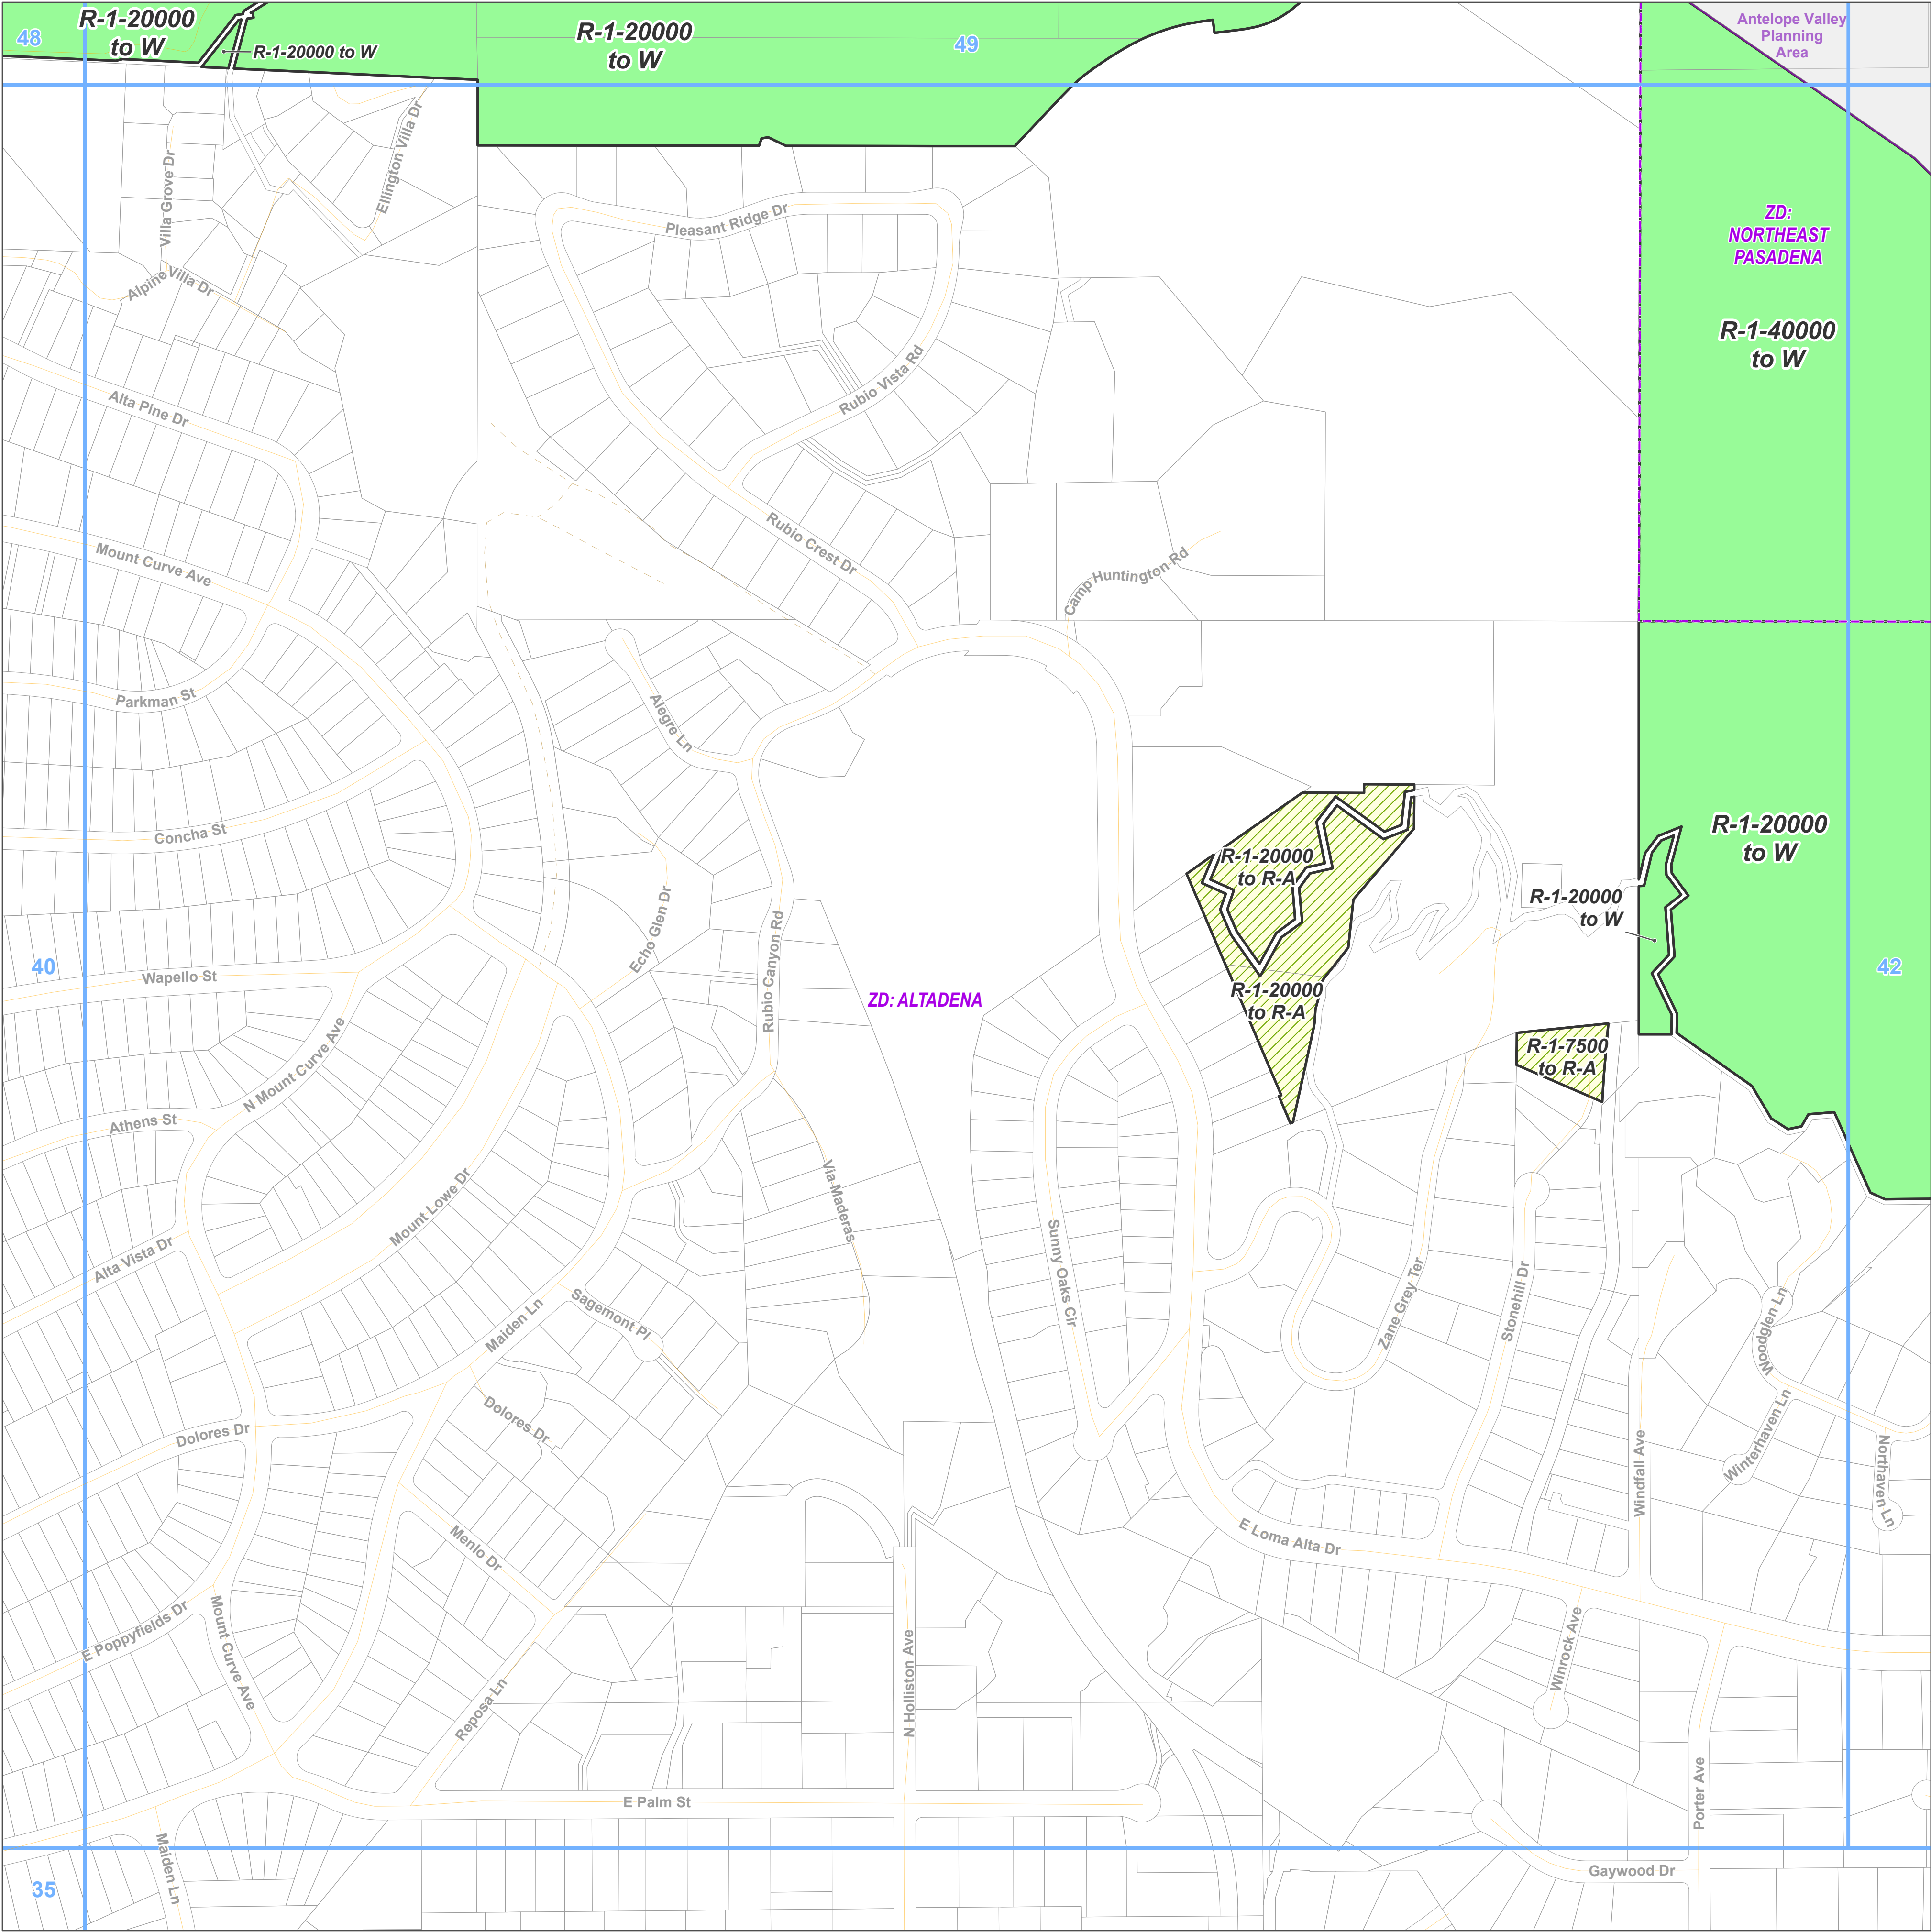 48
R-1-20000
to W
R-1-20000 to W
R-1-20000
to W
49
Antelope Valley
Planning
Area
Ellington Villa Dr
Villa Grove Dr
Alpine Villa Dr
Pleasant Ridge Dr
Rubio Vista Rd
ZD:
NORTHEAST
PASADENA
R-1-40000
to W
Alta Pine Dr
Mount Curve Ave
Rubio Crest Dr
Camp Huntington Rd
Parkman St
Alegre Ln
Concha St
R-1-20000
to R-A
R-1-20000
to W
R-1-20000
to W
Echo Glen Dr
Rubio Canyon Rd
40
Wapello St
ZD: ALTADENA
R-1-20000
to R-A
42
R-1-7500
to R-A
N Mount Curve Ave
Athens St
Mount Lowe Dr
Via Maderas
Alta Vista Dr
Sunny Oaks Cir
Zane Grey Ter
Stonehill Dr
Woodglen Ln
Maiden Ln
Sagemont Pl
Dolores Dr
Dolores Dr
Windfall Ave
Winterhaven Ln
Northaven Ln
Menlo Dr
E Loma Alta Dr
E Poppyfields Dr
Mount Curve Ave
Reposa Ln
N Holliston Ave
Winrock Ave
E Palm St
Porter Ave
Maiden Ln
Gaywood Dr
35